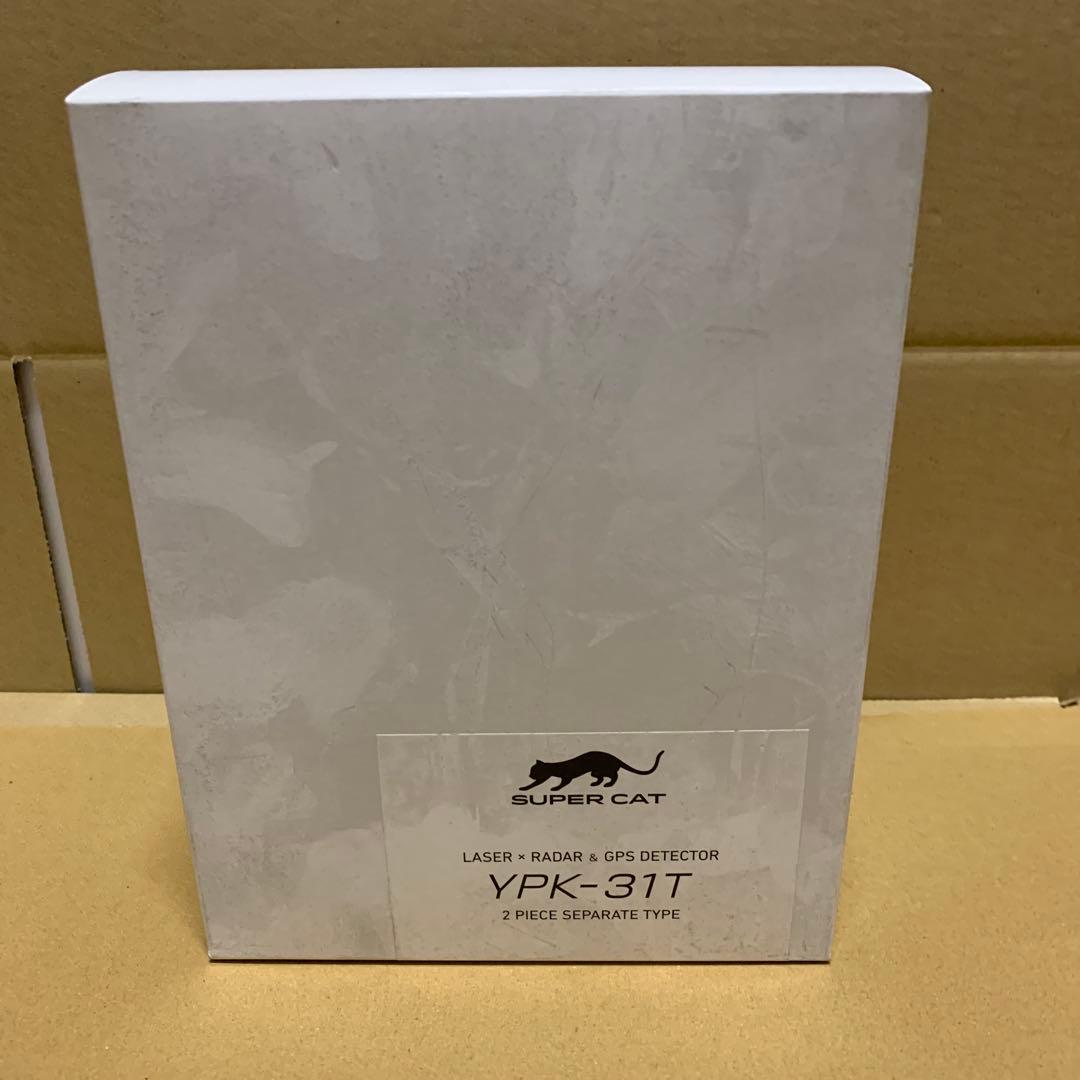 SUPER CAT
LASER × RADAR & GPS DETECTOR
YPK-31T
2 PIECE SEPARATE TYPE